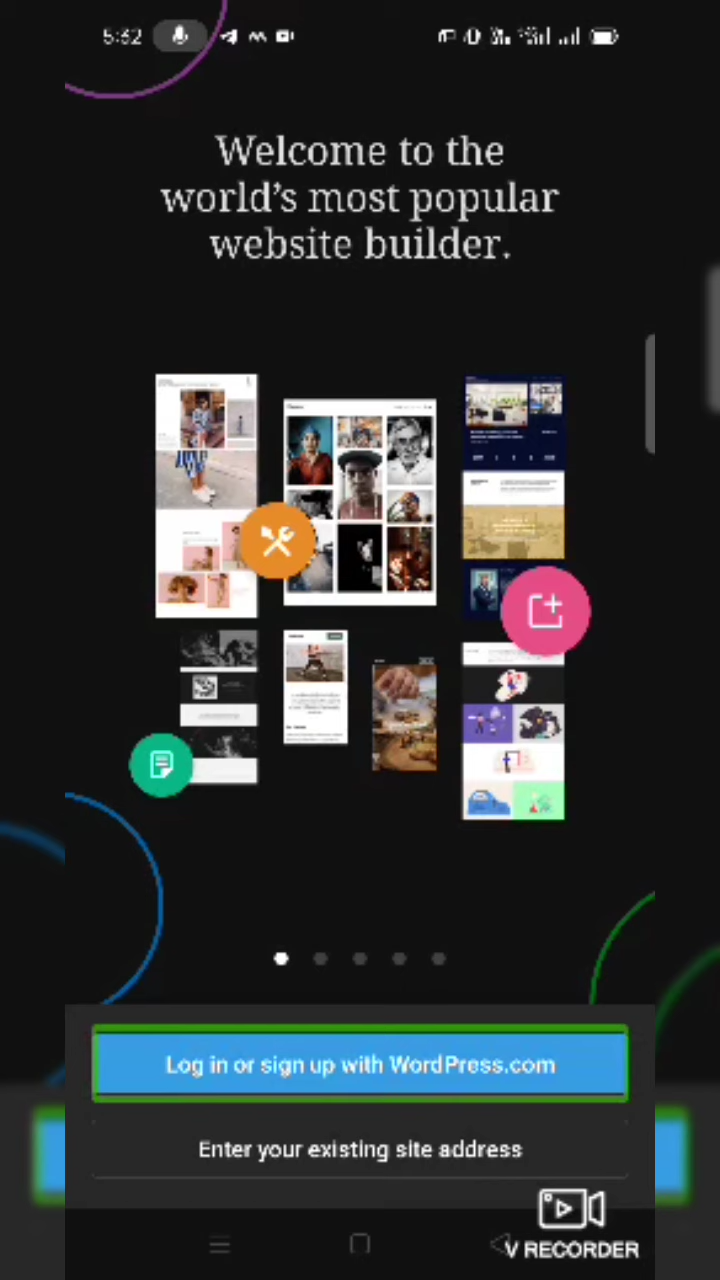 5:32
Welcome to the
world's most popular
website builder.
Log in or sign up with WordPress.com
Enter your existing site address
V RECORDER